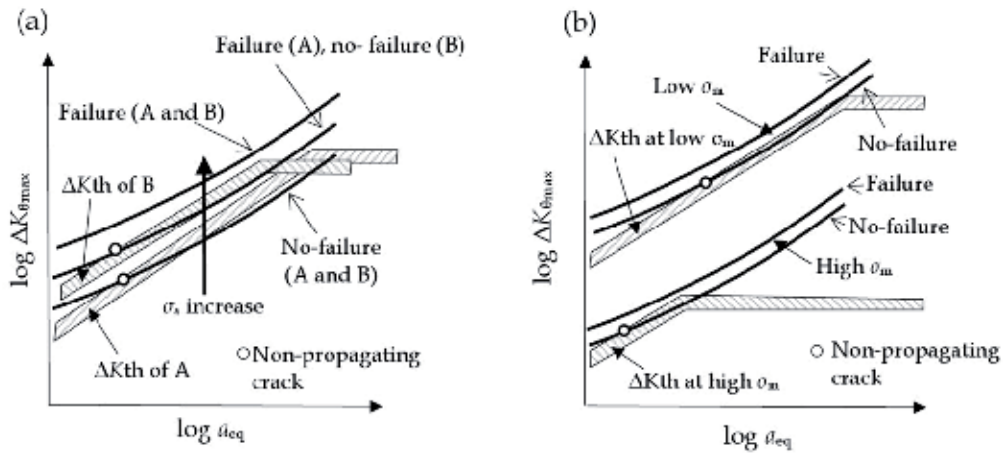 (a)
Failure (A), no- failure (B)
Failure (A and B)
ΔKth of B
No-failure
(A and B)
σa increase
ΔKth of A
Non-propagating
crack
log ΔKθmax
log aeq
(b)
Failure
Low σm
ΔKth at low σm
No-failure
Failure
No-failure
High σm
Non-propagating
crack
ΔKth at high σm
log ΔKθmax
log aeq